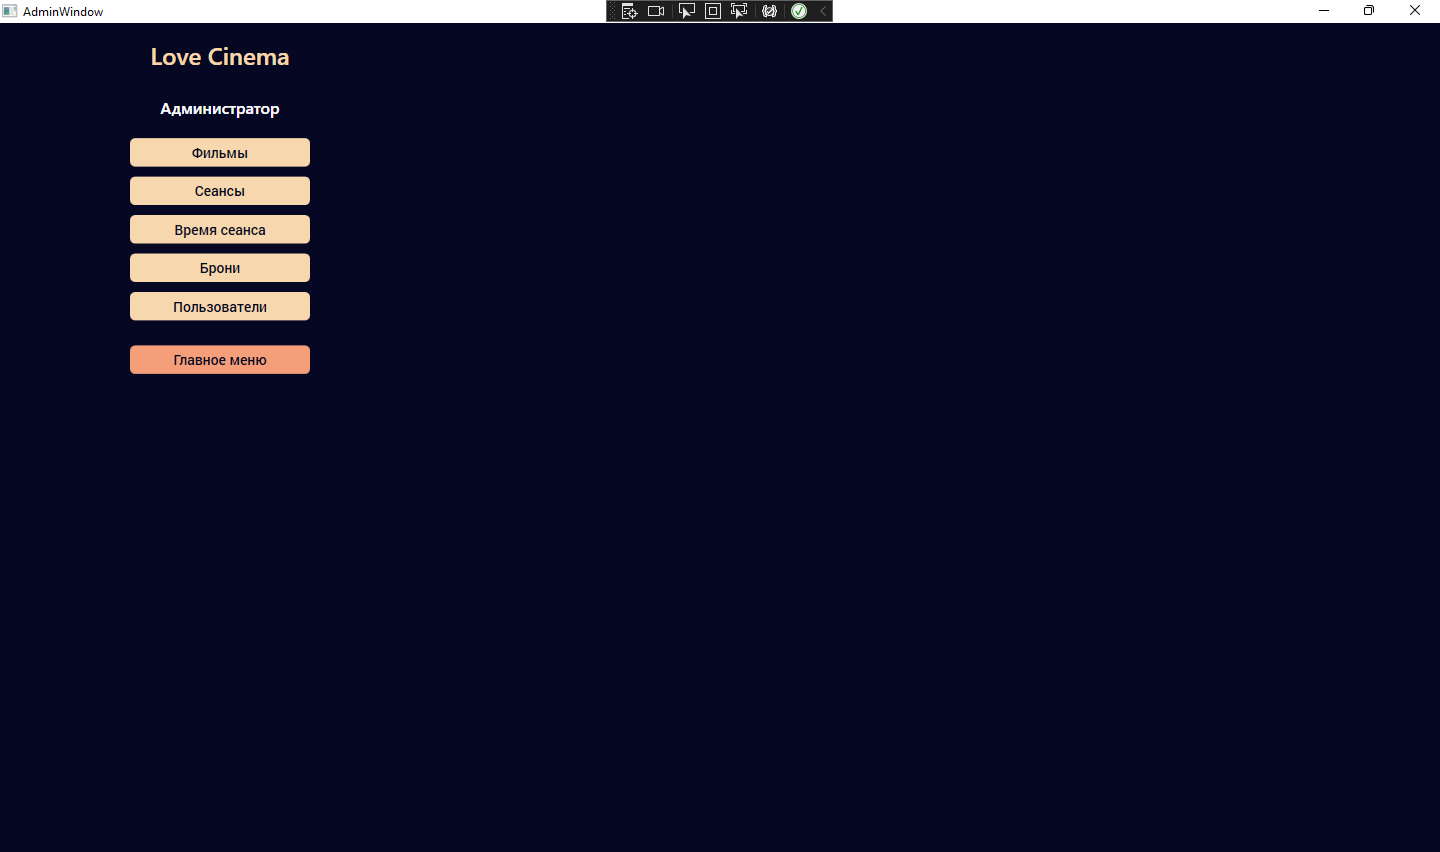 AdminWindow
Love Cinema
Администратор
Фильмы
Сеансы
Время сеанса
Брони
Пользователи
Главное меню